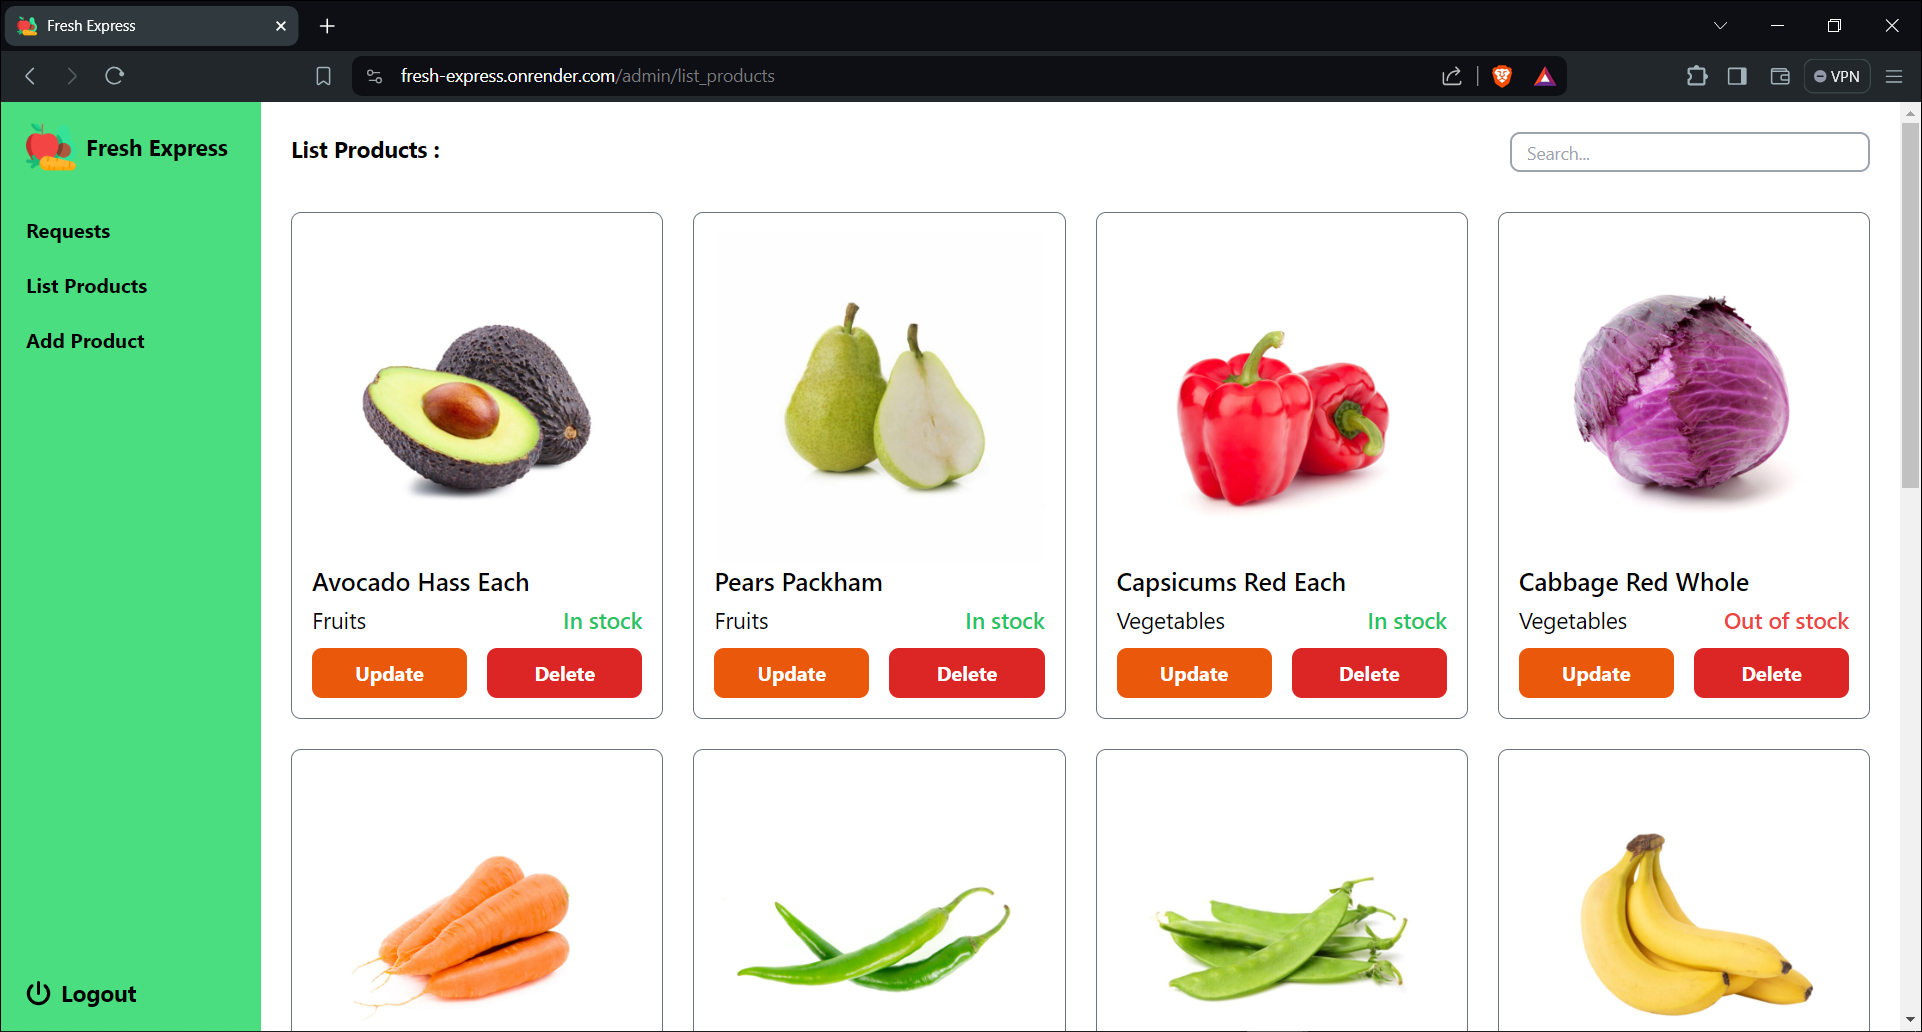 Fresh Express
fresh-express.onrender.com/admin/list_products
VPN
Fresh Express
Requests
List Products
Add Product
Logout
List Products :
Search...
Avocado Hass Each
Fruits
In stock
Update
Delete
Pears Packham
Fruits
In stock
Update
Delete
Capsicums Red Each
Vegetables
In stock
Update
Delete
Cabbage Red Whole
Vegetables
Out of stock
Update
Delete